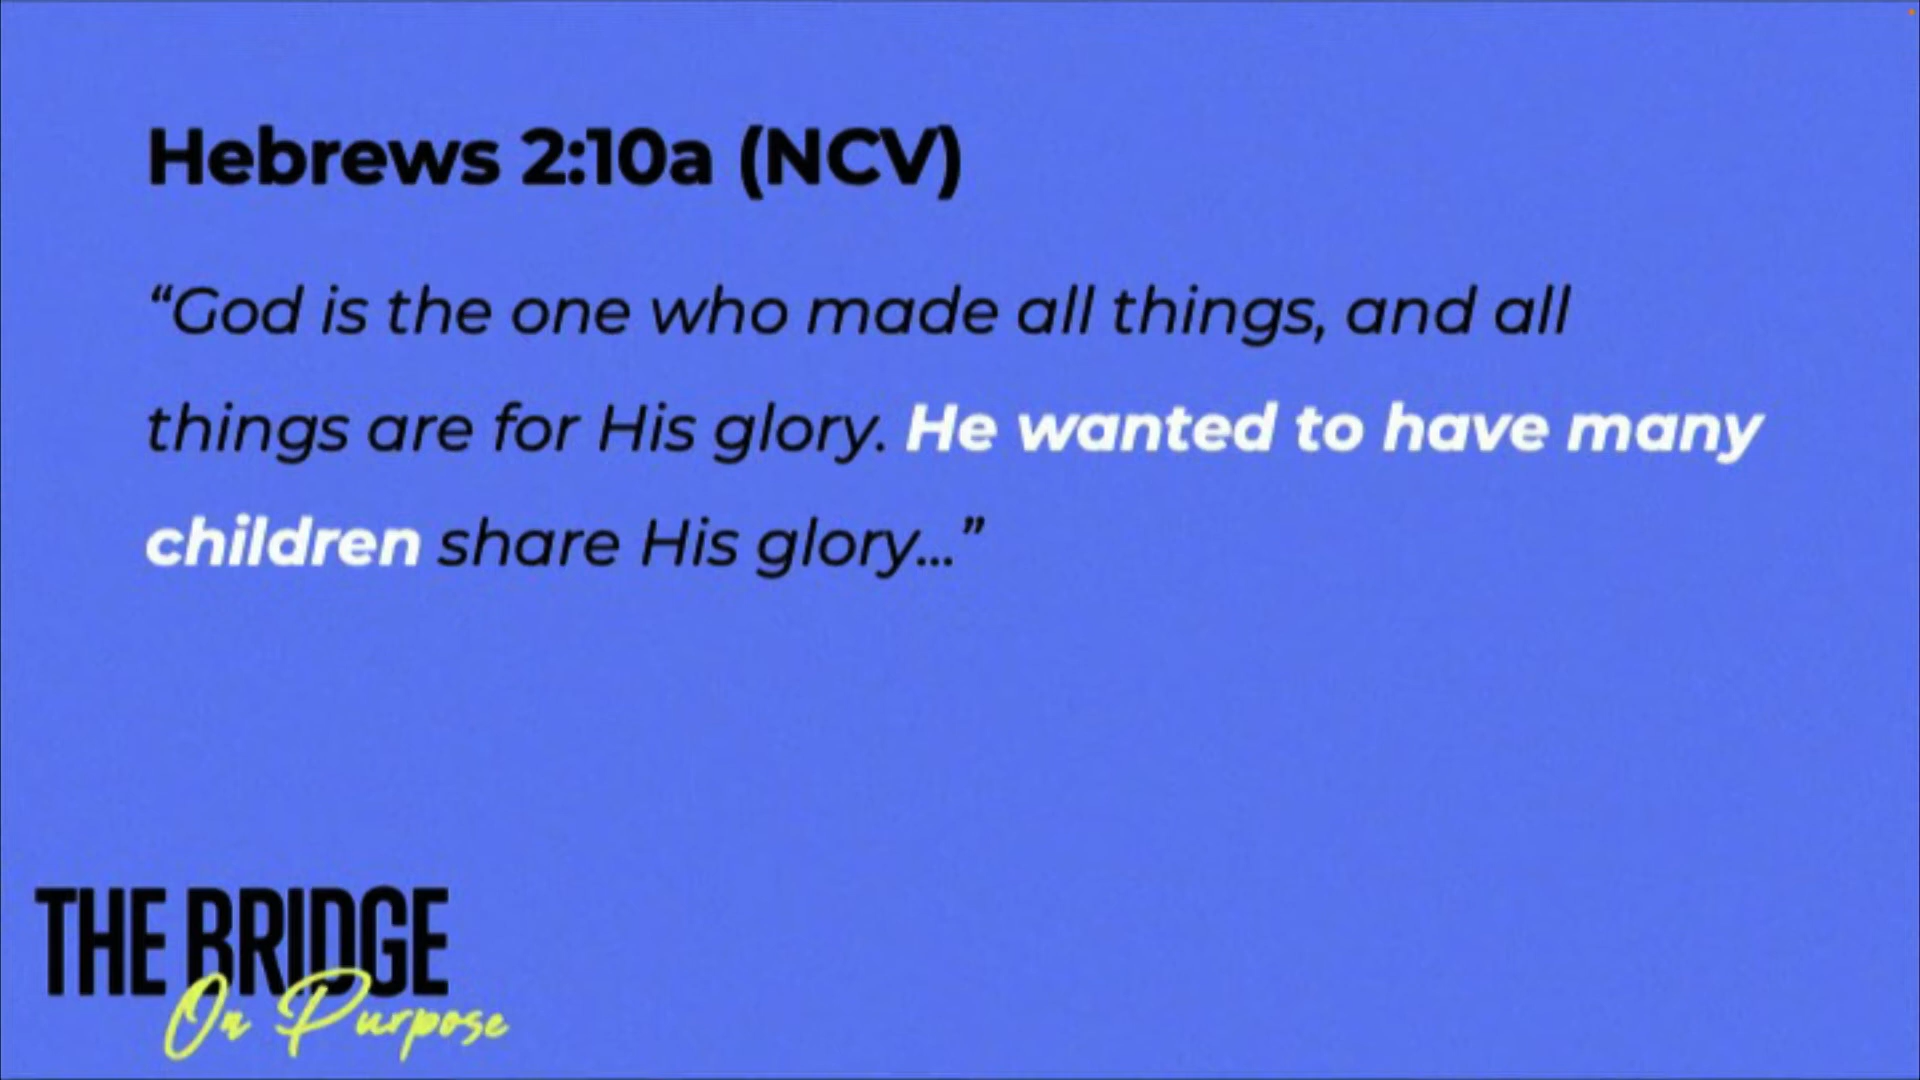 Hebrews 2:10a (NCV)
“God is the one who made all things, and all
things are for His glory. He wanted to have many
children share His glory...”
THE BRIDGE
On Purpose